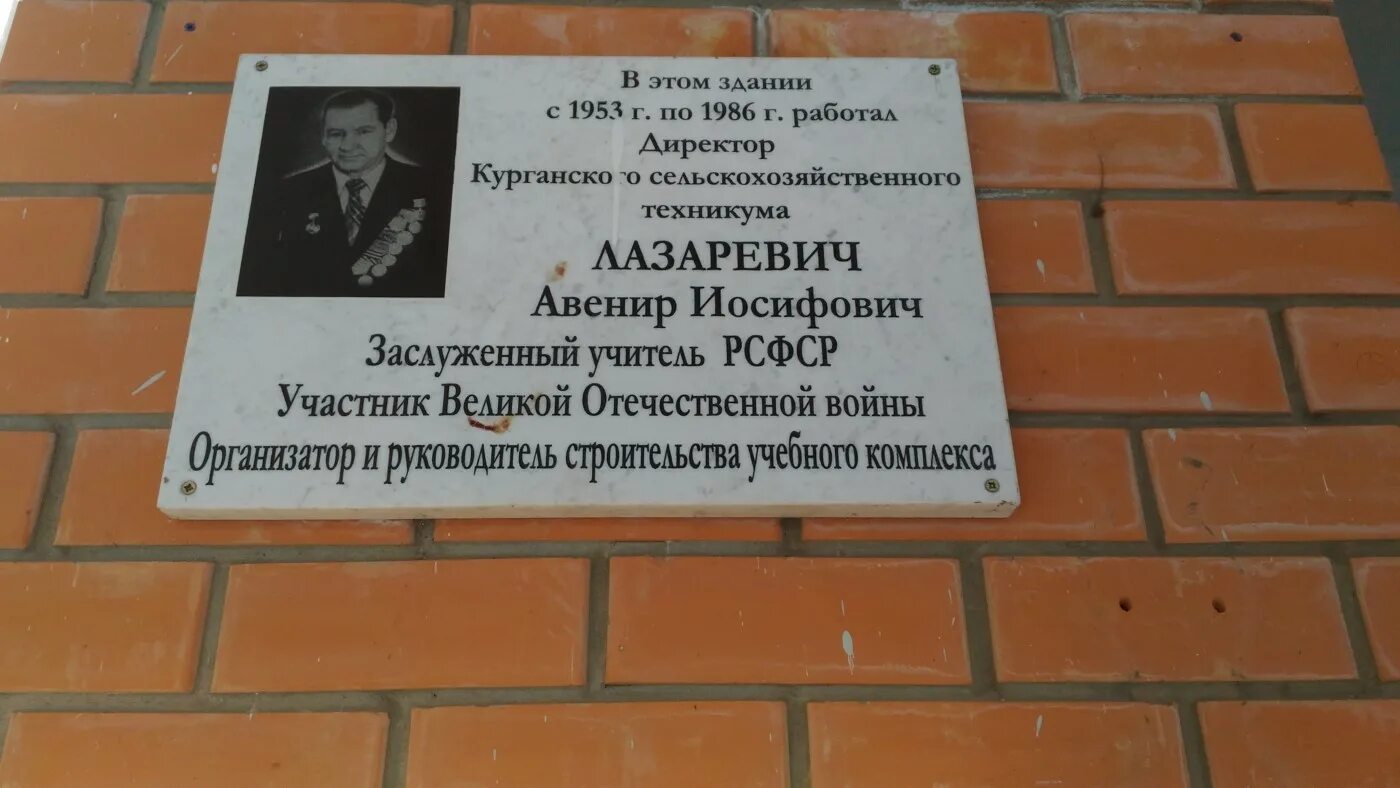 В этом здании
с 1953 г. по 1986 г. работал
Директор
Курганского сельскохозяйственного
техникума
ЛАЗАРЕВИЧ
Авенир Иосифович
Заслуженный учитель РСФСР
Участник Великой Отечественной войны
Организатор и руководитель строительства учебного комплекса